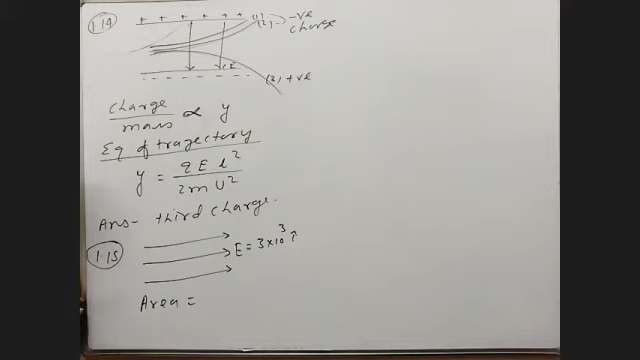 1.14
+ + + + + + (1)
(2) -ve
charge
E
- - - - - - - -
(3) +ve
Charge/mass ∝ y
Eq of trajectory
y = qEl²/2mU²
Ans- third charge.
1.15
E = 3×10³ î
Area =